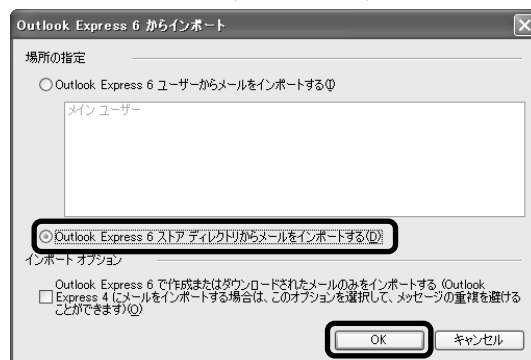 Outlook Express 6 からインポート
場所の指定
Outlook Express 6 ユーザーからメールをインポートする(I)
メイン ユーザー
Outlook Express 6 ストア ディレクトリからメールをインポートする(D)
インポート オプション
Outlook Express 6 で作成またはダウンロードされたメールのみをインポートする (Outlook
Express 4 にメールをインポートする場合は、このオプションを選択して、メッセージの重複を避ける
ことができます)(O)
OK キャンセル